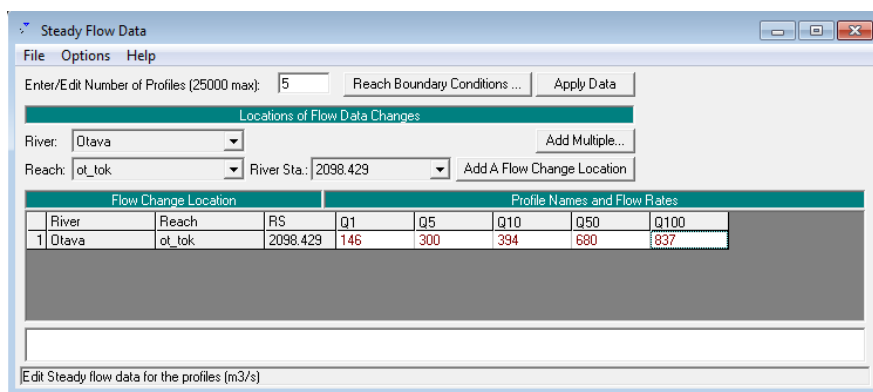 Steady Flow Data
File Options Help
Enter/Edit Number of Profiles (25000 max): 5 Reach Boundary Conditions ... Apply Data
Locations of Flow Data Changes
River: Otava Add Multiple...
Reach: ot_tok River Sta.: 2098.429 Add A Flow Change Location
Flow Change Location Profile Names and Flow Rates
River Reach RS Q1 Q5 Q10 Q50 Q100
1 Otava ot_tok 2098.429 146 300 394 680 837
Edit Steady flow data for the profiles (m3/s)